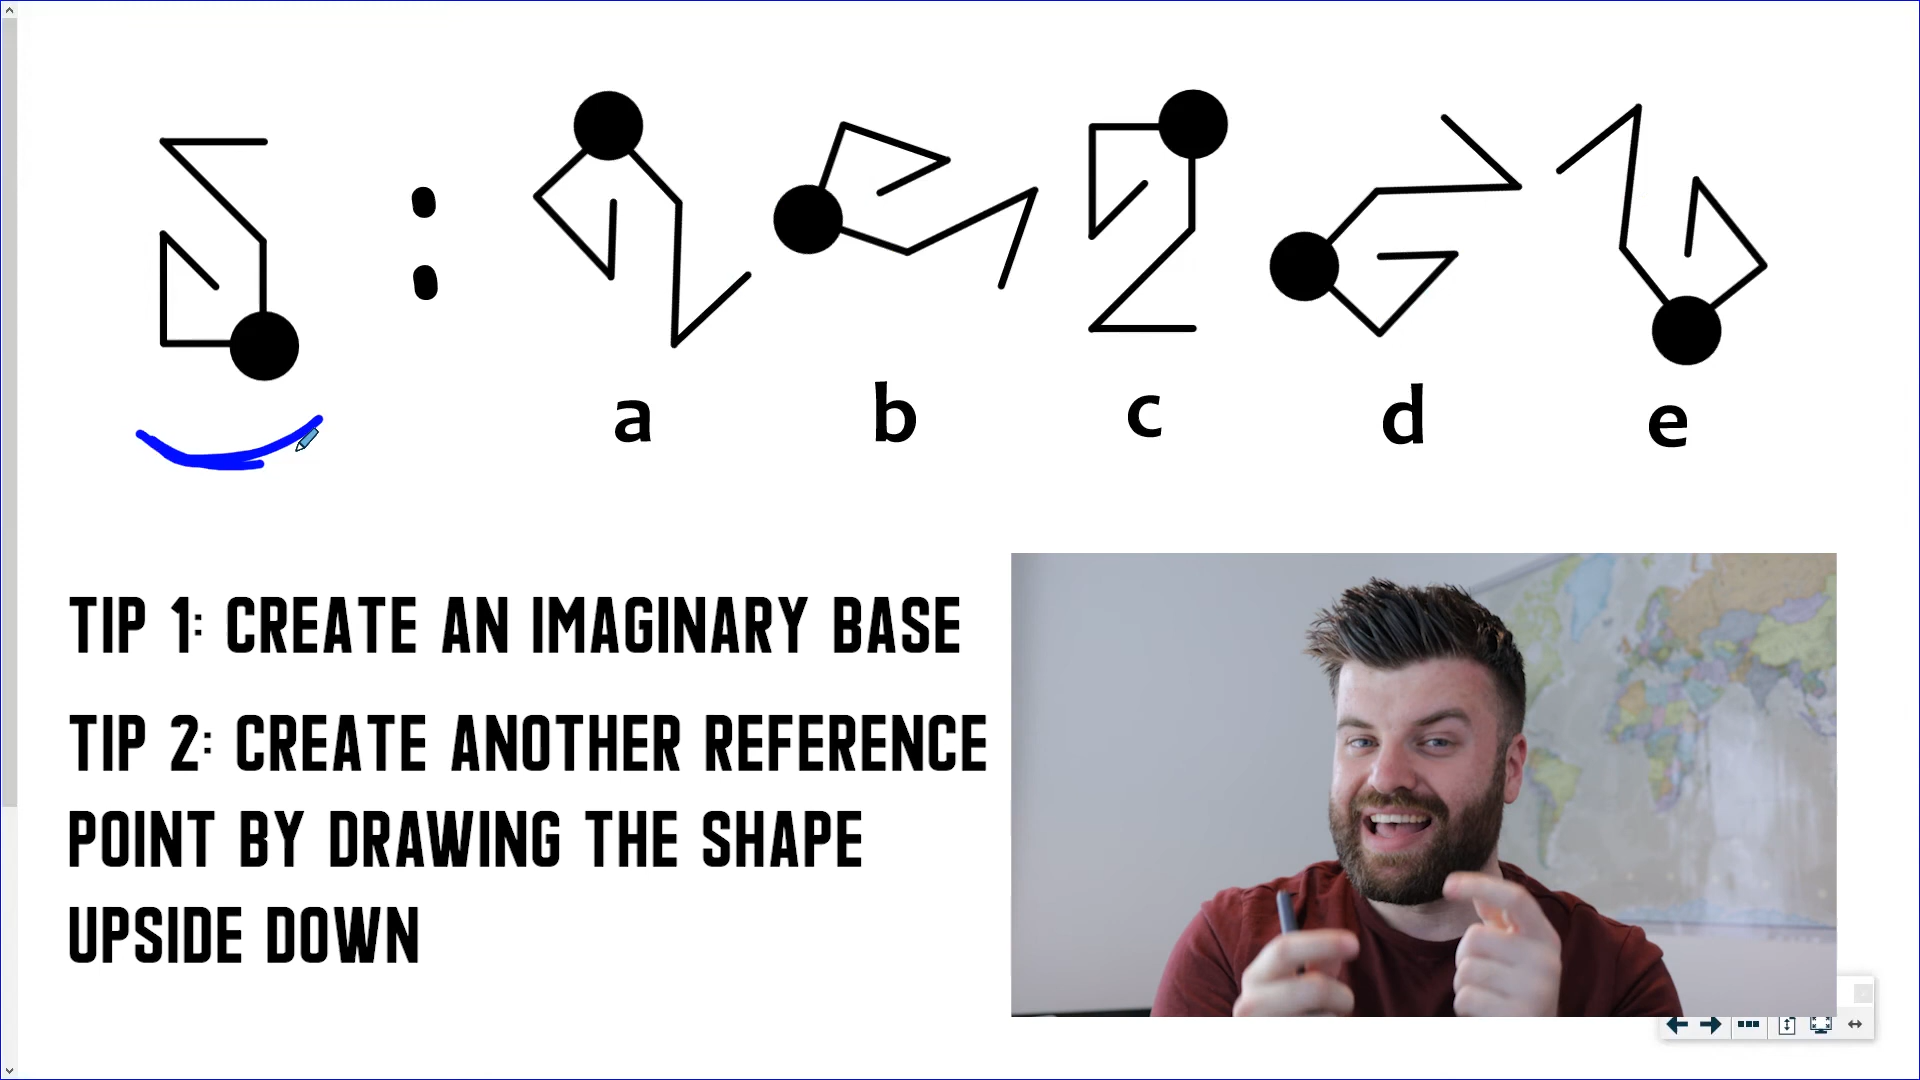 :
a b c d e
TIP 1: CREATE AN IMAGINARY BASE
TIP 2: CREATE ANOTHER REFERENCE
POINT BY DRAWING THE SHAPE
UPSIDE DOWN